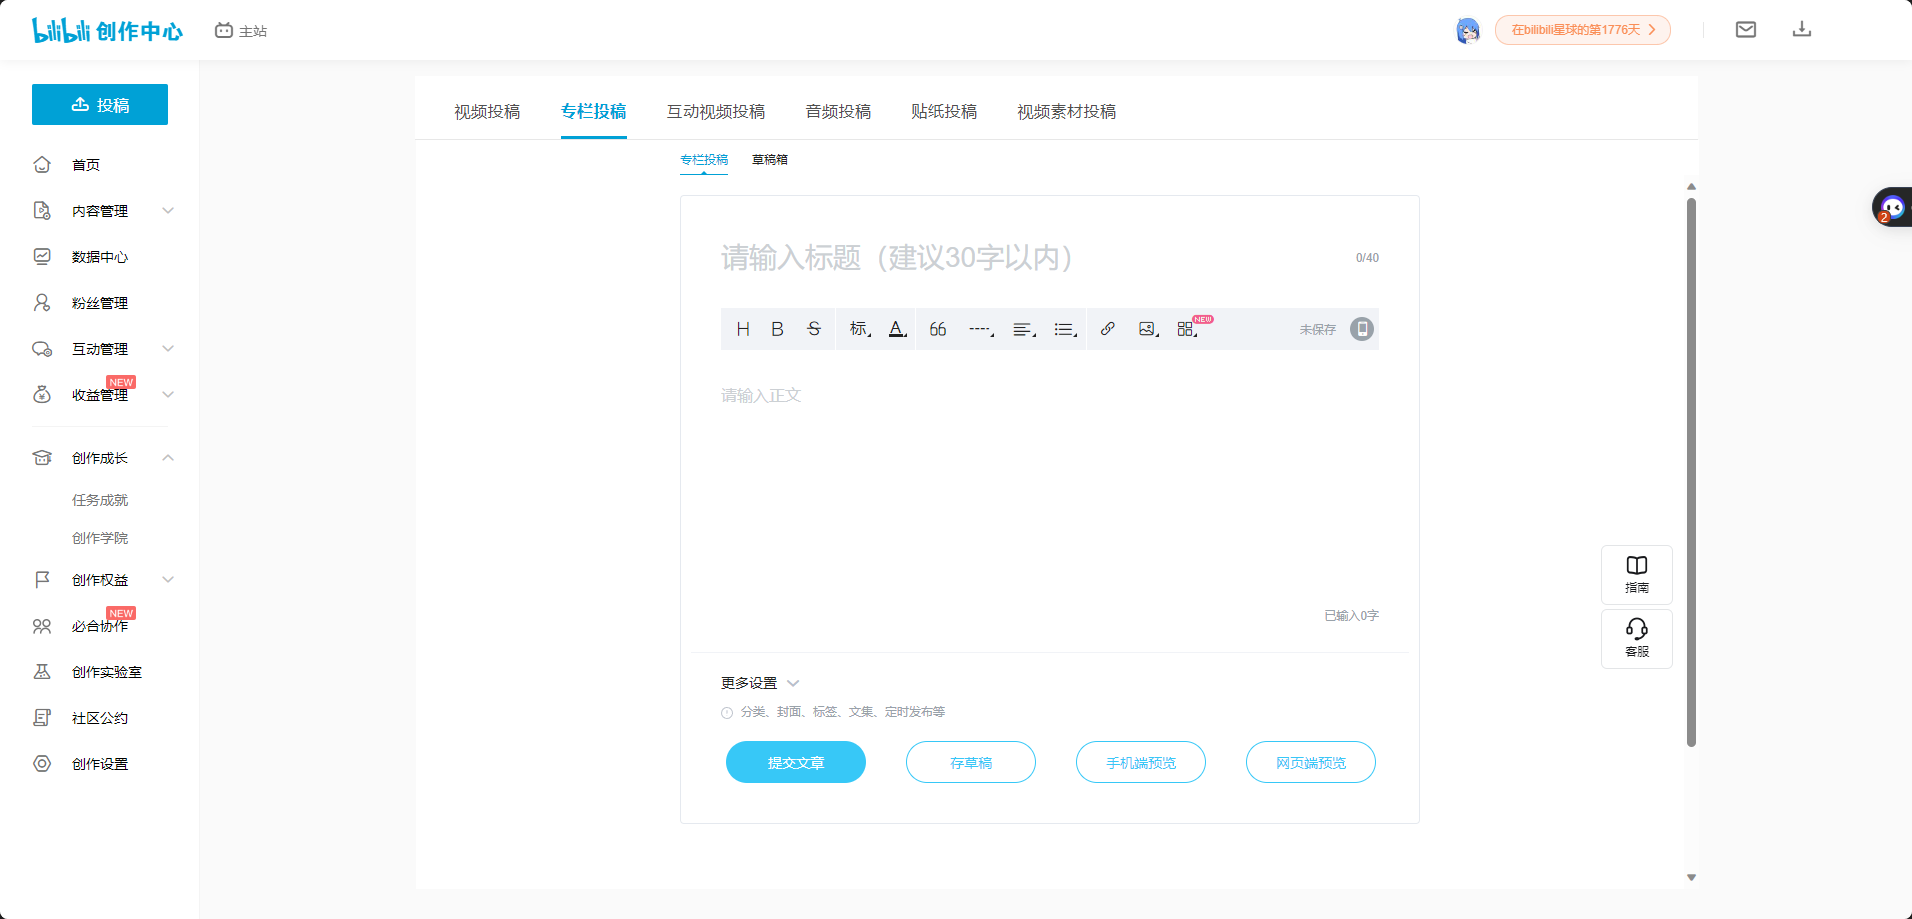 bilibili 创作中心
主站
在bilibili星球的第1776天
投稿
首页
内容管理
数据中心
粉丝管理
互动管理
收益管理
NEW
创作成长
任务成就
创作学院
创作权益
必合协作
NEW
创作实验室
社区公约
创作设置
视频投稿
专栏投稿
互动视频投稿
音频投稿
贴纸投稿
视频素材投稿
专栏投稿
草稿箱
请输入标题（建议30字以内）
0/40
H B S 标 A 66
NEW
未保存
请输入正文
已输入0字
更多设置
分类、封面、标签、文集、定时发布等
提交文章
存草稿
手机端预览
网页端预览
指南
客服
2